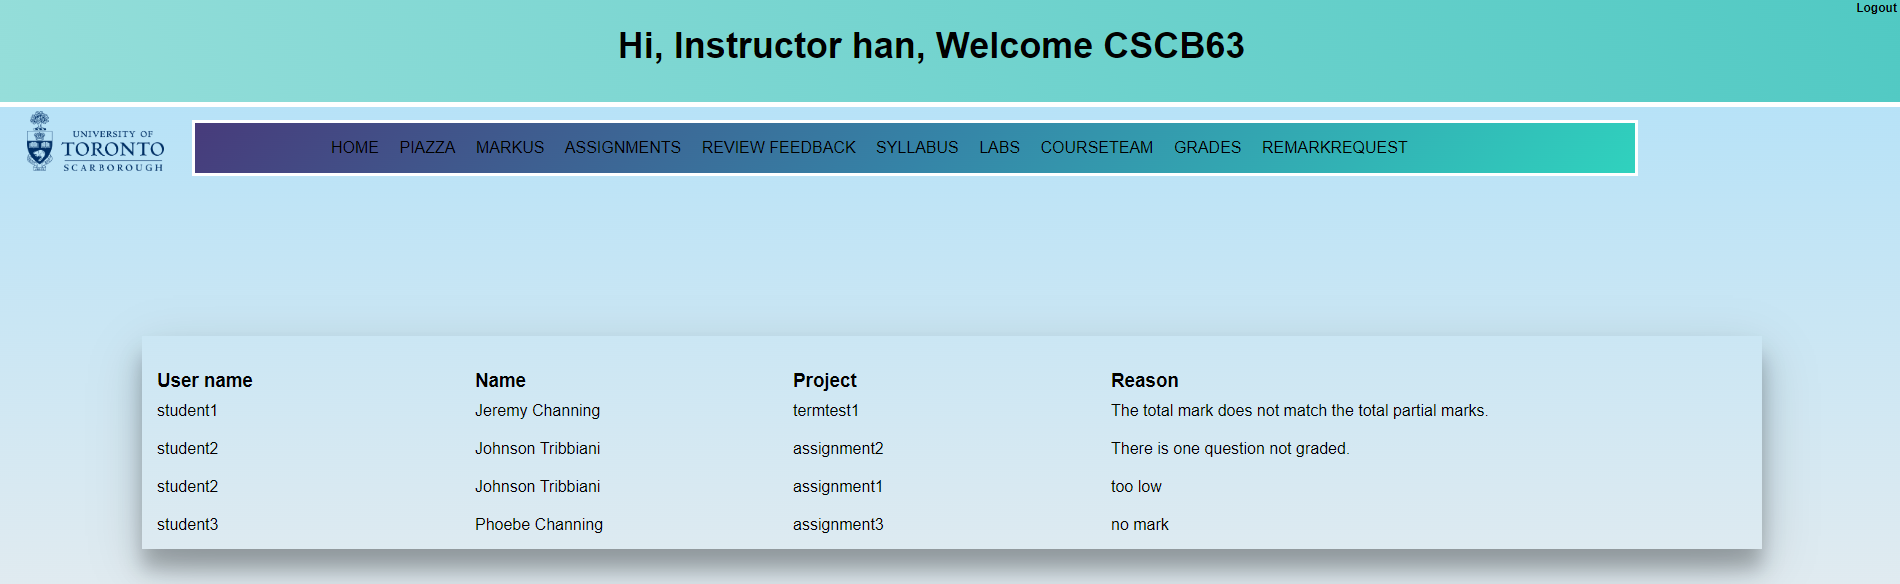 Logout
Hi, Instructor han, Welcome CSCB63
UNIVERSITY OF
TORONTO
SCARBOROUGH
HOME PIAZZA MARKUS ASSIGNMENTS REVIEW FEEDBACK SYLLABUS LABS COURSETEAM GRADES REMARKREQUEST
User name Name Project Reason
student1 Jeremy Channing termtest1 The total mark does not match the total partial marks.
student2 Johnson Tribbiani assignment2 There is one question not graded.
student2 Johnson Tribbiani assignment1 too low
student3 Phoebe Channing assignment3 no mark